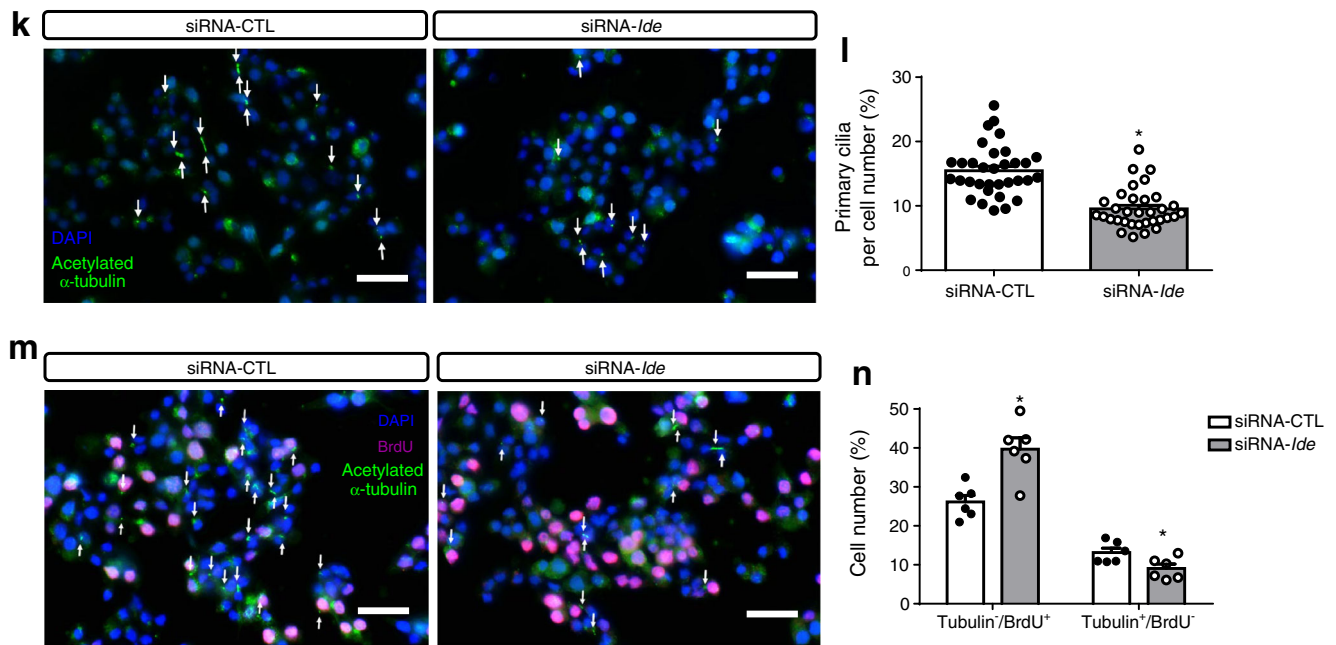 k
siRNA-CTL
siRNA-Ide
DAPI
Acetylated
α-tubulin
l
Primary cilia
per cell number (%)
30
20
10
0
*
siRNA-CTL
siRNA-Ide
m
siRNA-CTL
siRNA-Ide
DAPI
BrdU
Acetylated
α-tubulin
n
Cell number (%)
50
40
30
20
10
0
*
*
Tubulin⁻/BrdU⁺
Tubulin⁺/BrdU⁻
siRNA-CTL
siRNA-Ide